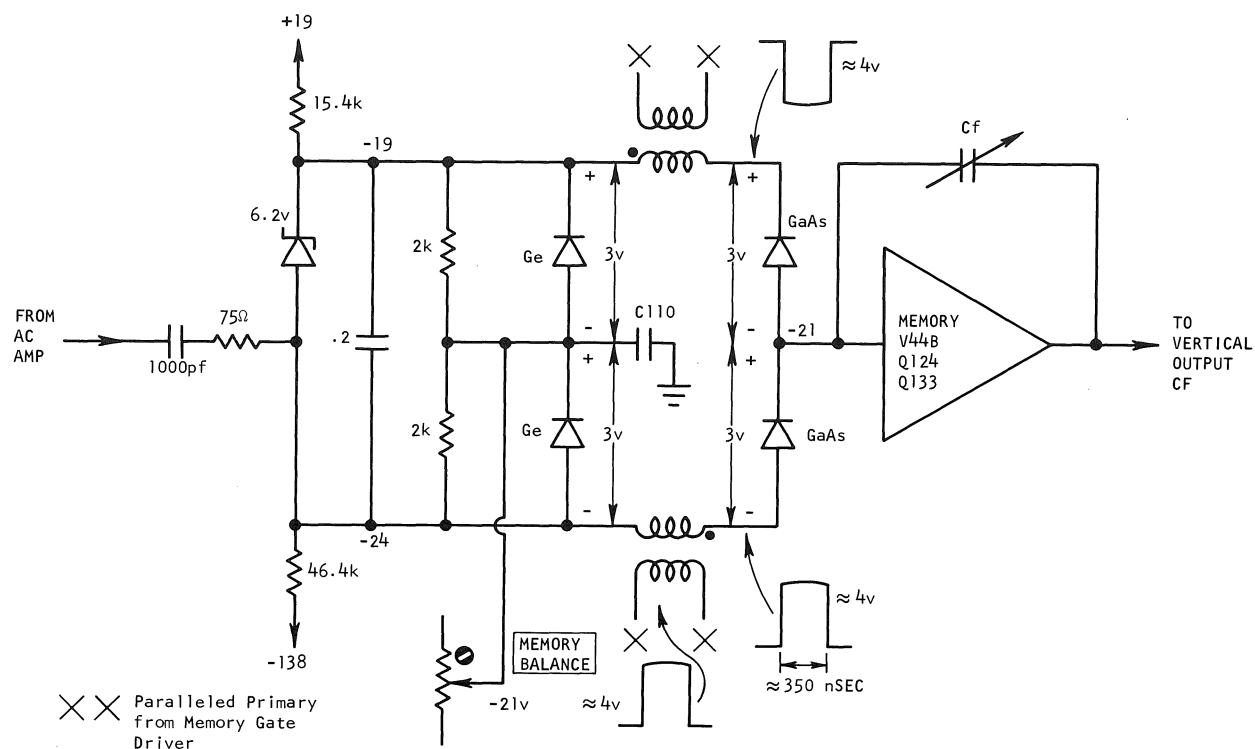 +19
15.4k
-19
≈4v
Cf
6.2v
2k
Ge
+
3v
-
+
3v
-
GaAs
FROM
AC
AMP
1000pf
75Ω
.2
C110
-21
MEMORY
V44B
Q124
Q133
TO
VERTICAL
OUTPUT
CF
2k
Ge
+
3v
-
+
3v
-
GaAs
-24
46.4k
-138
MEMORY
BALANCE
-21v
≈4v
≈4v
≈350 nSEC
XX Paralleled Primary
from Memory Gate
Driver